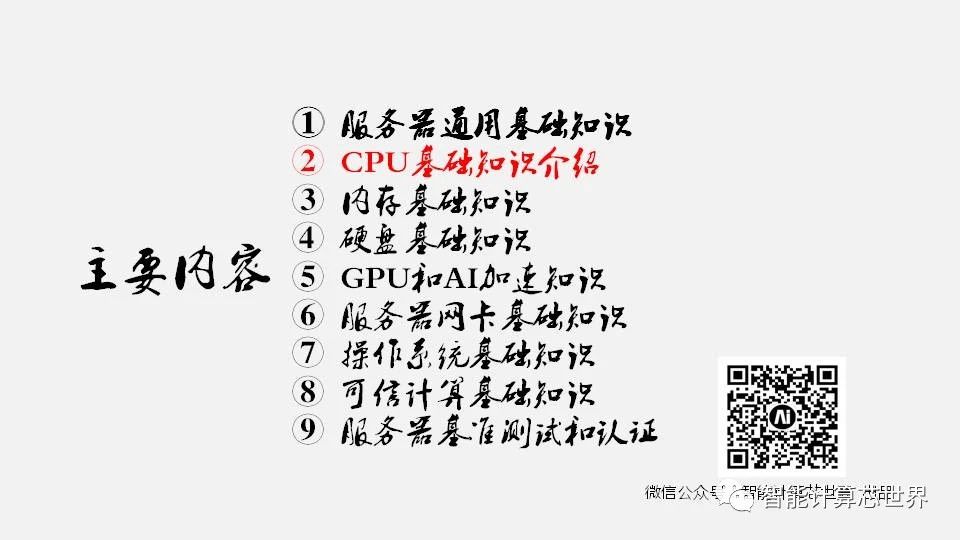 主要内容
① 服务器通用基础知识
② CPU基础知识介绍
③ 内存基础知识
④ 硬盘基础知识
⑤ GPU和AI加速知识
⑥ 服务器网卡基础知识
⑦ 操作系统基础知识
⑧ 可信计算基础知识
⑨ 服务器基准测试和认证
AI
微信公众号
智能计算芯世界